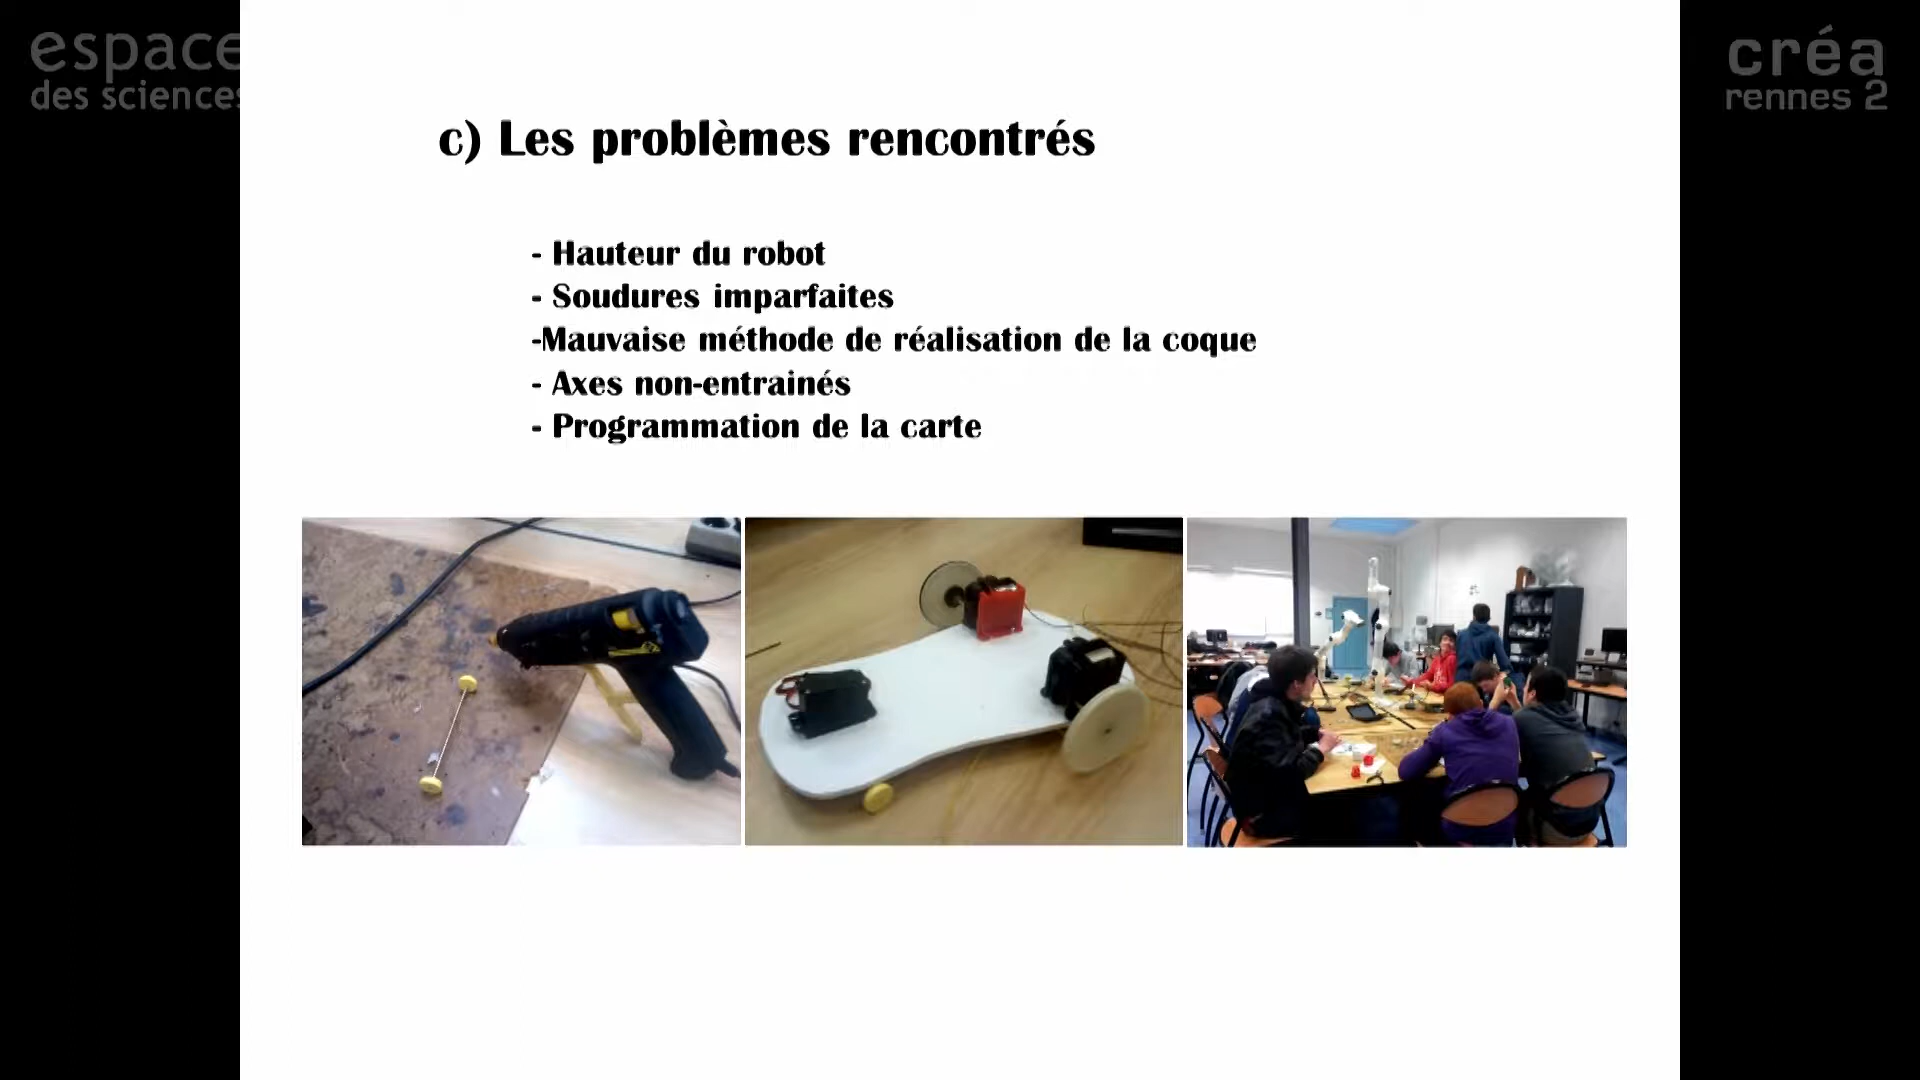 espace
des sciences
créa
rennes 2
c) Les problèmes rencontrés
- Hauteur du robot
- Soudures imparfaites
-Mauvaise méthode de réalisation de la coque
- Axes non-entrainés
- Programmation de la carte